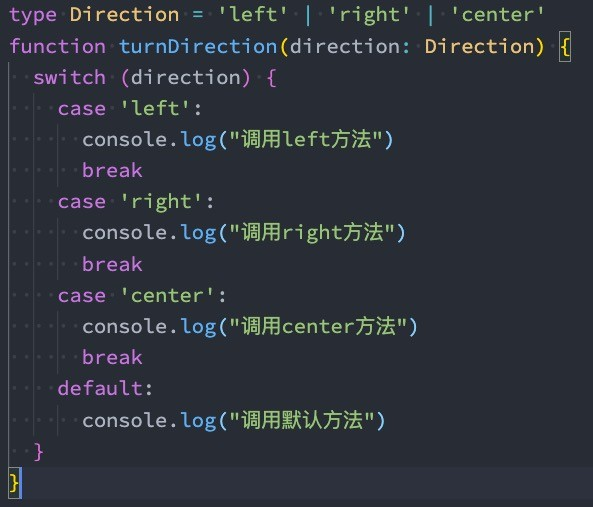 type Direction = 'left' | 'right' | 'center'
function turnDirection(direction: Direction) {
  switch (direction) {
    case 'left':
      console.log("调用left方法")
      break
    case 'right':
      console.log("调用right方法")
      break
    case 'center':
      console.log("调用center方法")
      break
    default:
      console.log("调用默认方法")
  }
}